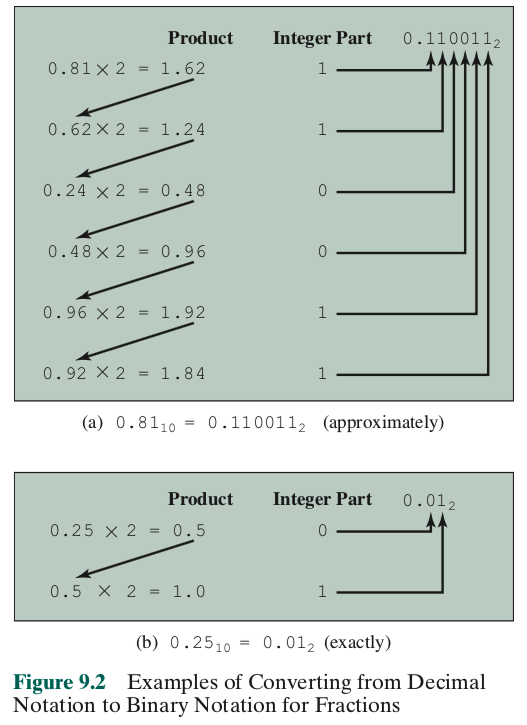 Product Integer Part 0.110011₂
0.81 × 2 = 1.62 1
0.62 × 2 = 1.24 1
0.24 × 2 = 0.48 0
0.48 × 2 = 0.96 0
0.96 × 2 = 1.92 1
0.92 × 2 = 1.84 1
(a) 0.81₁₀ = 0.110011₂ (approximately)
Product Integer Part 0.01₂
0.25 × 2 = 0.5 0
0.5 × 2 = 1.0 1
(b) 0.25₁₀ = 0.01₂ (exactly)
Figure 9.2 Examples of Converting from Decimal
Notation to Binary Notation for Fractions